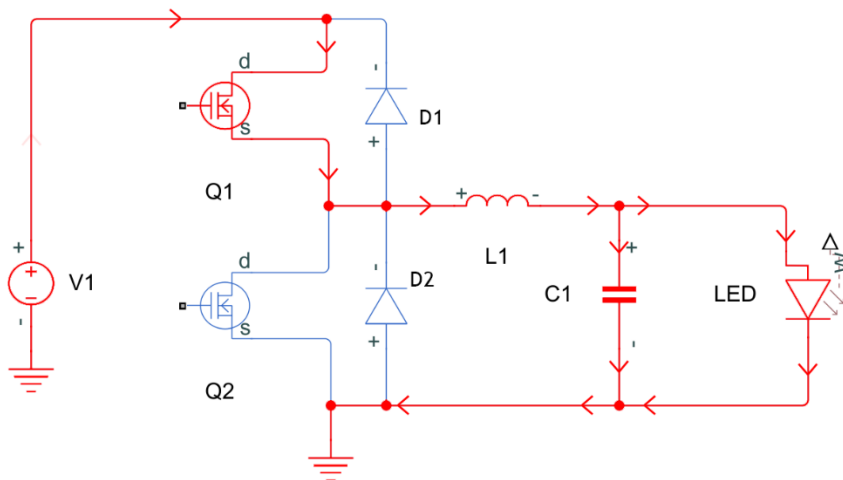 d
-
s
+
D1
Q1
+
-
+
V1
-
L1
+
d
-
D2
C1
LED
W
s
+
-
Q2